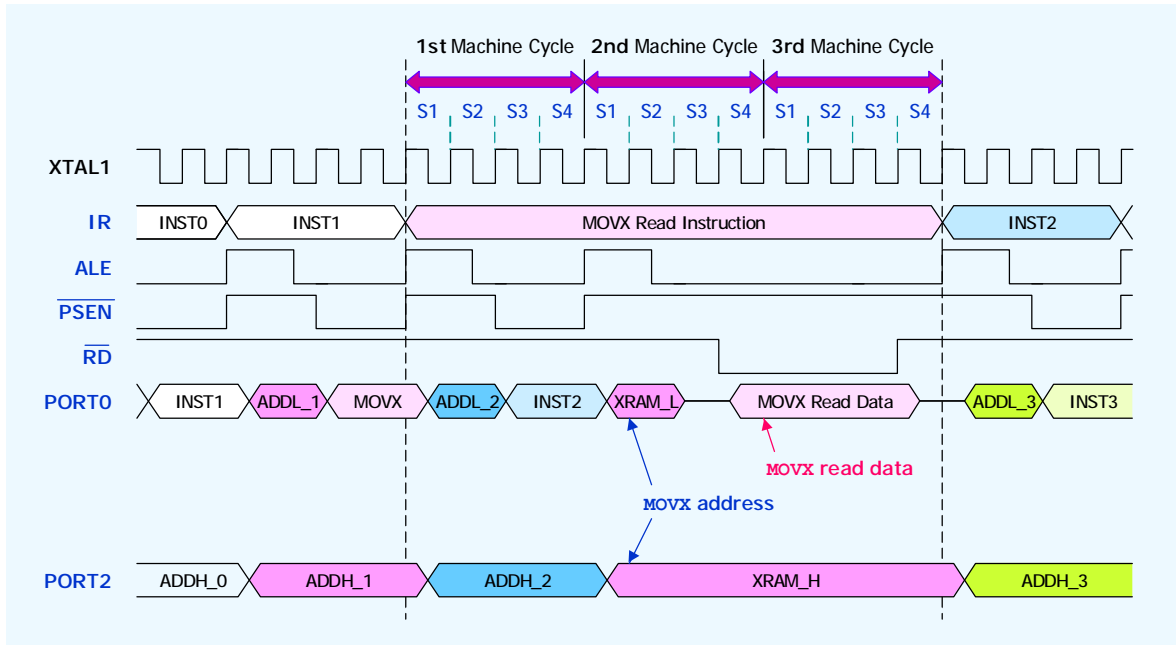 1st Machine Cycle 2nd Machine Cycle 3rd Machine Cycle
S1 S2 S3 S4 S1 S2 S3 S4 S1 S2 S3 S4
XTAL1
IR INST0 INST1 MOVX Read Instruction INST2
ALE
PSEN
RD
PORT0 INST1 ADDL_1 MOVX ADDL_2 INST2 XRAM_L MOVX Read Data ADDL_3 INST3
MOVX read data
MOVX address
PORT2 ADDH_0 ADDH_1 ADDH_2 XRAM_H ADDH_3